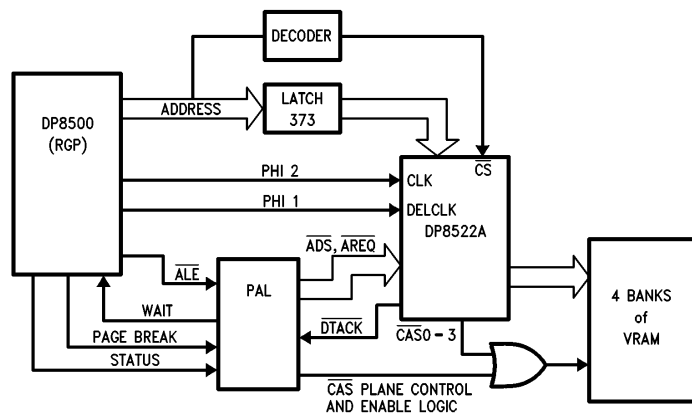 DECODER
DP8500
(RGP)
ADDRESS
LATCH
373
PHI 2
PHI 1
CLK
CS
DELCLK
DP8522A
ADS, AREQ
ALE
PAL
WAIT
DTACK
CAS0-3
PAGE BREAK
STATUS
4 BANKS
of
VRAM
CAS PLANE CONTROL
AND ENABLE LOGIC